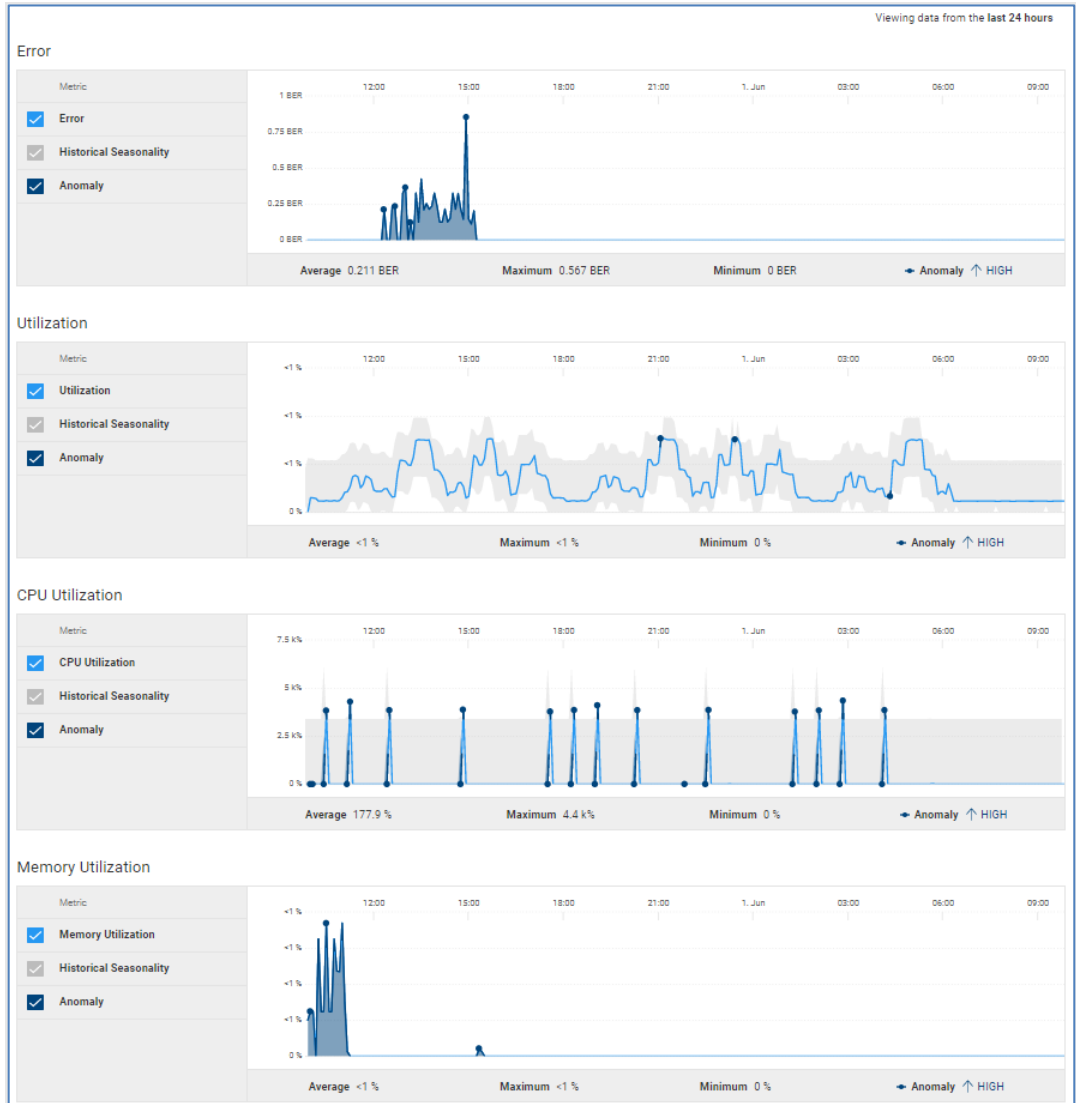 Viewing data from the last 24 hours
Error
Metric
Error
Historical Seasonality
Anomaly
12:00 15:00 18:00 21:00 1. Jun 03:00 06:00 09:00
1 BER
0.75 BER
0.5 BER
0.25 BER
0 BER
Average 0.211 BER Maximum 0.567 BER Minimum 0 BER Anomaly ↑ HIGH
Utilization
Metric
Utilization
Historical Seasonality
Anomaly
12:00 15:00 18:00 21:00 1. Jun 03:00 06:00 09:00
<1 %
<1 %
<1 %
0 %
Average <1 % Maximum <1 % Minimum 0 % Anomaly ↑ HIGH
CPU Utilization
Metric
CPU Utilization
Historical Seasonality
Anomaly
12:00 15:00 18:00 21:00 1. Jun 03:00 06:00 09:00
7.5 k%
5 k%
2.5 k%
0 %
Average 177.9 % Maximum 4.4 k% Minimum 0 % Anomaly ↑ HIGH
Memory Utilization
Metric
Memory Utilization
Historical Seasonality
Anomaly
12:00 15:00 18:00 21:00 1. Jun 03:00 06:00 09:00
<1 %
<1 %
<1 %
<1 %
0 %
Average <1 % Maximum <1 % Minimum 0 % Anomaly ↑ HIGH